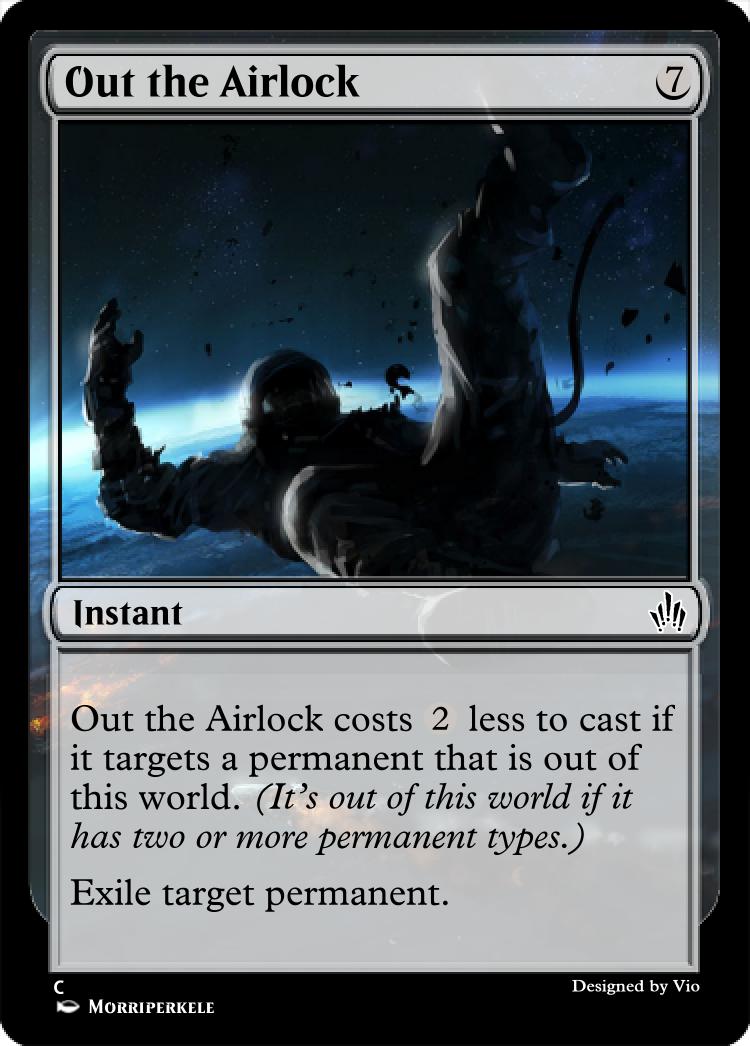 Out the Airlock 7
Instant
Out the Airlock costs 2 less to cast if
it targets a permanent that is out of
this world. (It's out of this world if it
has two or more permanent types.)
Exile target permanent.
C
Designed by Vio
Morriperkele